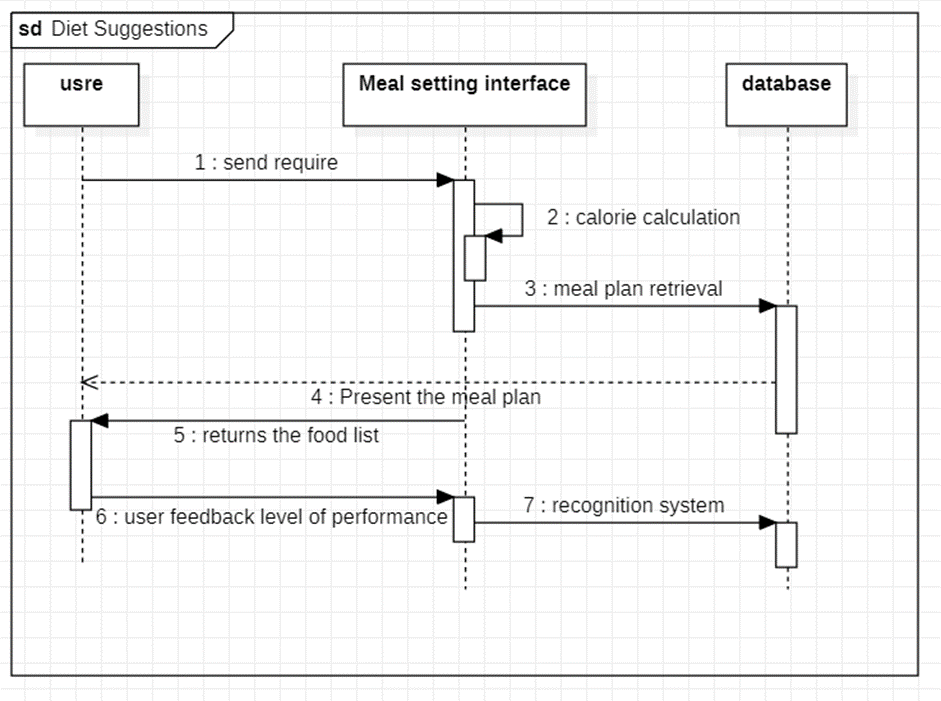 sd Diet Suggestions
usre
Meal setting interface
database
1 : send require
2 : calorie calculation
3 : meal plan retrieval
4 : Present the meal plan
5 : returns the food list
6 : user feedback level of performance
7 : recognition system